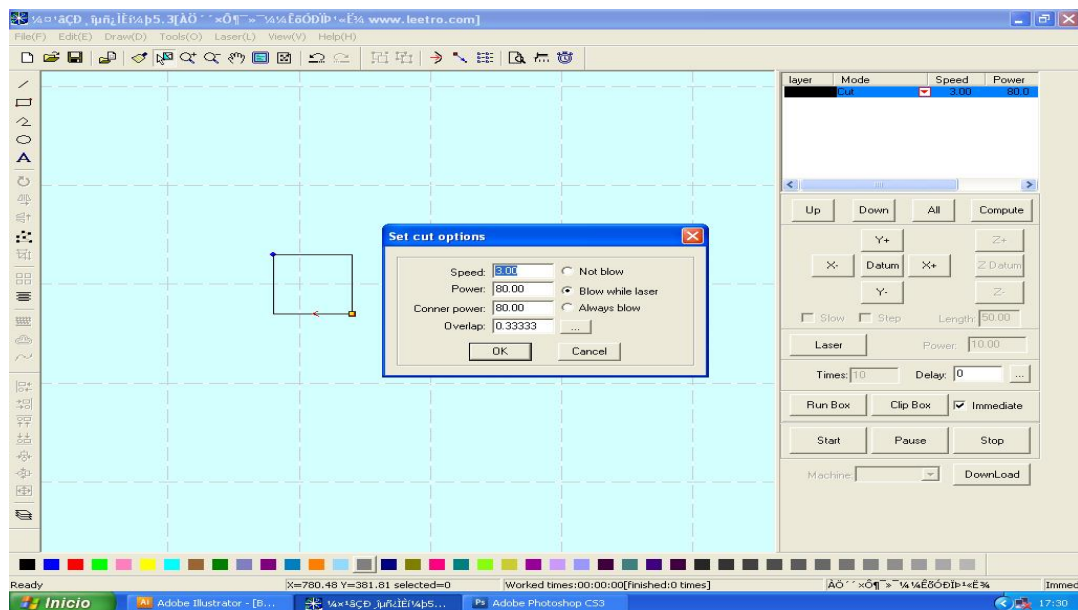 5.3[ www.leetro.com]
File(F) Edit(E) Draw(D) Tools(O) Laser(L) View(V) Help(H)
layer Mode Speed Power
Cut 3.00 80.0
Up Down All Compute
Y+ Z+
X- Datum X+ Z Datum
Y- Z-
Slow Step Length: 50.00
Laser Power: 10.00
Times: 10 Delay: 0 ...
Run Box Clip Box Immediate
Start Pause Stop
Machine: DownLoad
Set cut options
Speed: 3.00 Not blow
Power: 80.00 Blow while laser
Conner power: 80.00 Always blow
Overlap: 0.33333 ...
OK Cancel
Ready X=780.48 Y=381.81 selected=0 Worked times:00:00:00[finished:0 times] Immed
Inicio Adobe Illustrator - [B... Adobe Photoshop CS3 17:30